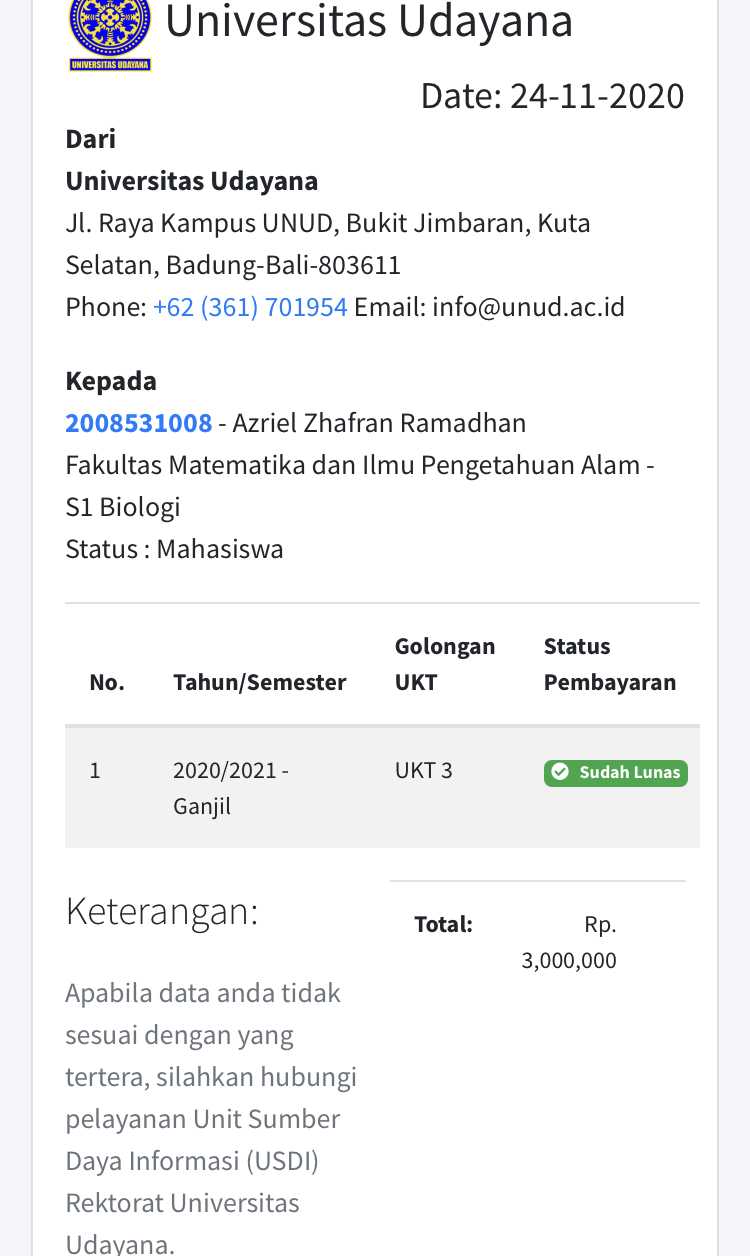 UNIVERSITAS UDAYANA
Universitas Udayana
Date: 24-11-2020
Dari
Universitas Udayana
Jl. Raya Kampus UNUD, Bukit Jimbaran, Kuta
Selatan, Badung-Bali-803611
Phone: +62 (361) 701954 Email: info@unud.ac.id
Kepada
2008531008 - Azriel Zhafran Ramadhan
Fakultas Matematika dan Ilmu Pengetahuan Alam -
S1 Biologi
Status : Mahasiswa
No.
Tahun/Semester
Golongan
UKT
Status
Pembayaran
1
2020/2021 -
Ganjil
UKT 3
Sudah Lunas
Keterangan:
Apabila data anda tidak
sesuai dengan yang
tertera, silahkan hubungi
pelayanan Unit Sumber
Daya Informasi (USDI)
Rektorat Universitas
Udayana.
Total:
Rp.
3,000,000